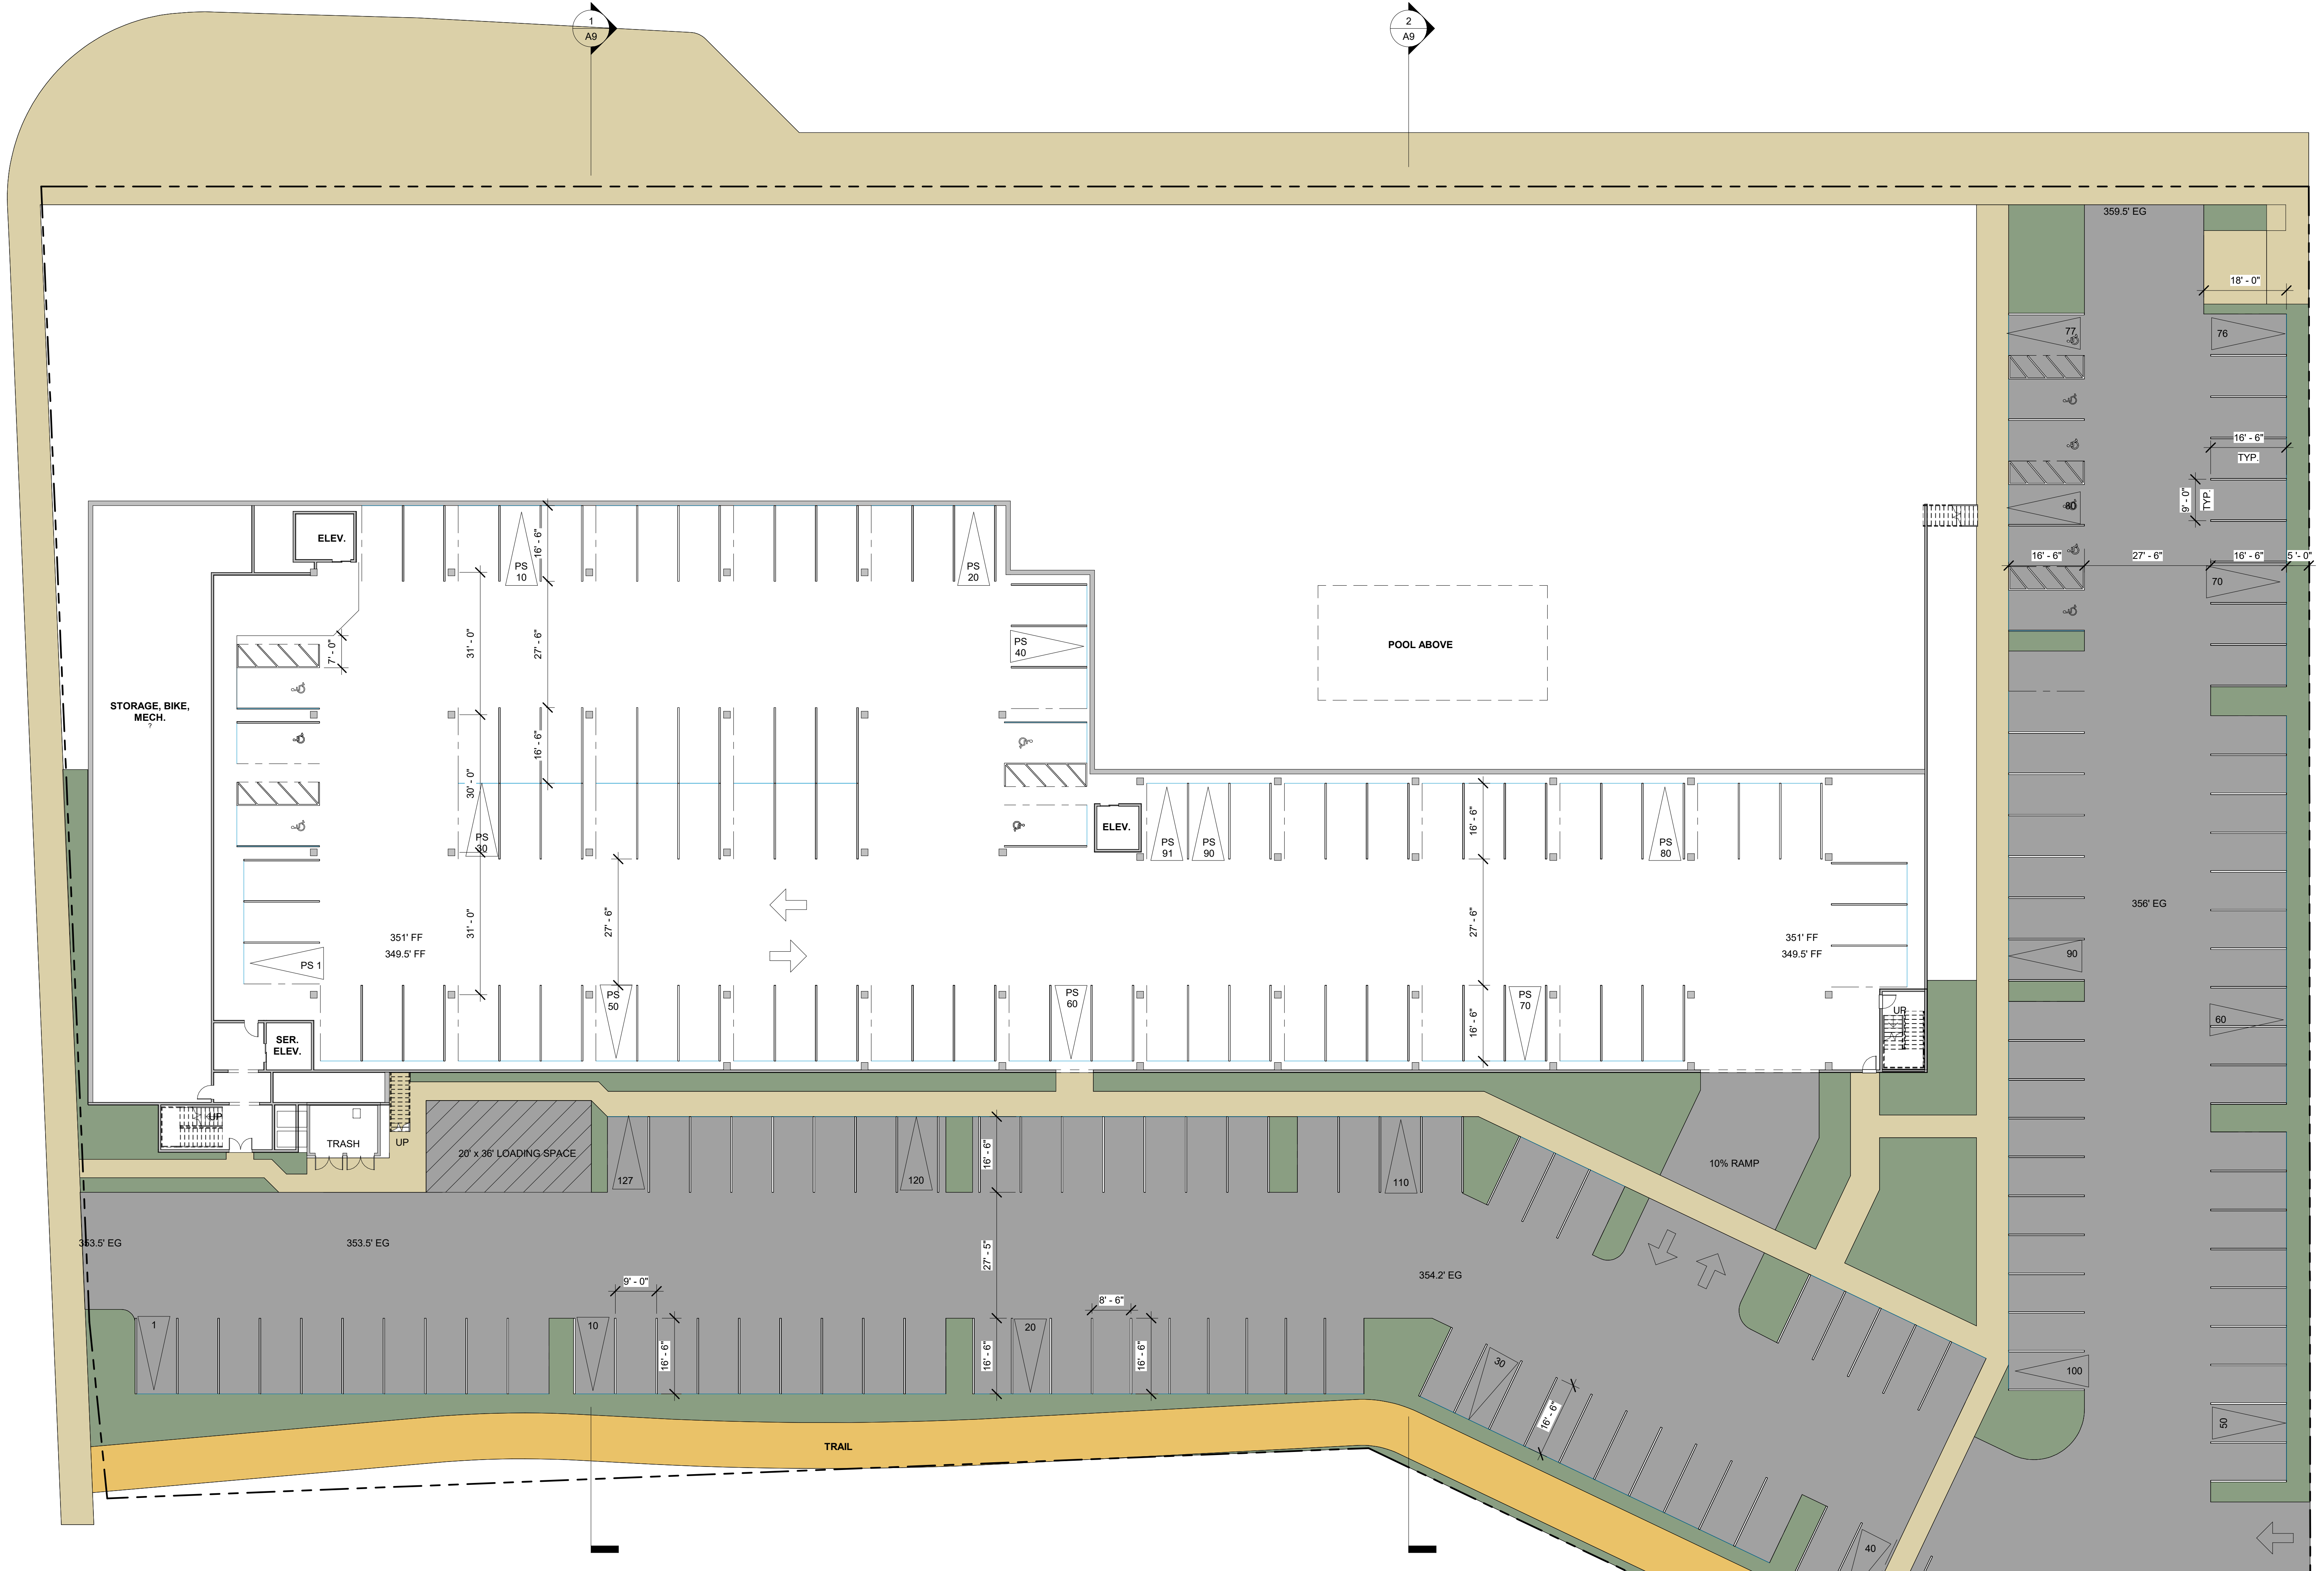 1
A9
2
A9
359.5' EG
18' - 0"
77
76
16' - 6"
TYP.
9' - 0"
TYP.
80
16' - 6"
27' - 6"
16' - 6"
5 '- 0"
70
ELEV.
PS
10
16' - 6"
PS
20
31' - 0"
27' - 6"
7' - 0"
PS
40
POOL ABOVE
STORAGE, BIKE,
MECH.
?
16' - 6"
30' - 0"
PS
30
ELEV.
PS
91
PS
90
16' - 6"
PS
80
356' EG
31' - 0"
27' - 6"
27' - 6"
351' FF
349.5' FF
351' FF
349.5' FF
PS 1
90
PS
50
PS
60
PS
70
16' - 6"
UP
60
SER.
ELEV.
UP
TRASH
UP
20' x 36' LOADING SPACE
127
120
16' - 6"
110
10% RAMP
353.5' EG
353.5' EG
27' - 5"
354.2' EG
9' - 0"
8' - 6"
1
10
16' - 6"
16' - 6"
20
16' - 6"
30
16' - 6"
100
50
TRAIL
40